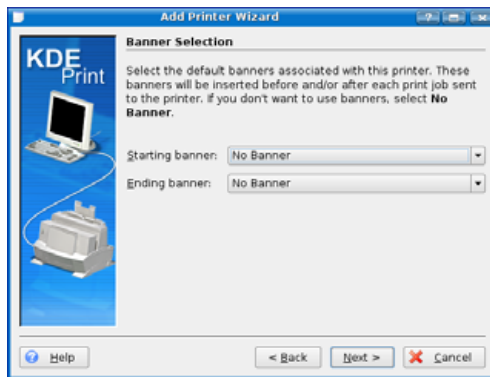 Add Printer Wizard
KDE
Print
Banner Selection
Select the default banners associated with this printer. These
banners will be inserted before and/or after each print job sent
to the printer. If you don't want to use banners, select No
Banner.
Starting banner: No Banner
Ending banner: No Banner
Help
< Back
Next >
Cancel